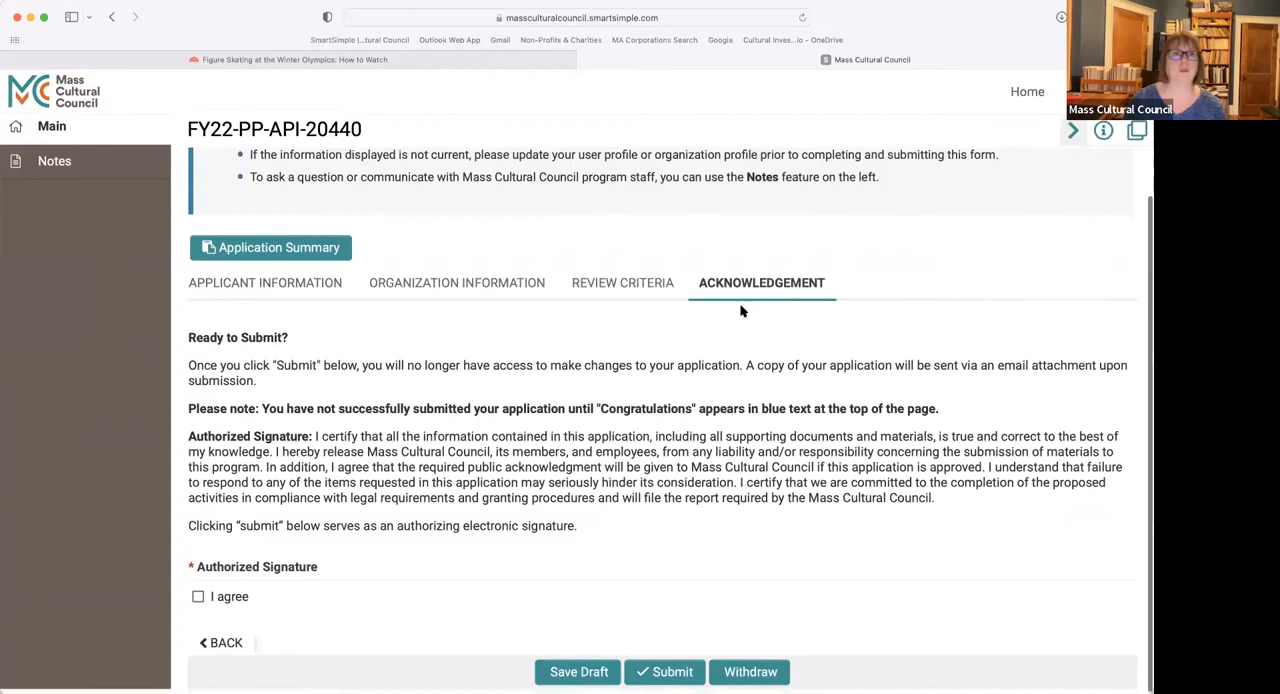 massculturalcouncil.smartsimple.com
SmartSimple |...tural Council Outlook Web App Gmail Non-Profits & Charities MA Corporations Search Google Cultural Inves...io - OneDrive
Figure Skating at the Winter Olympics: How to Watch
S Mass Cultural Council
MC Mass
Cultural
Council
Home
Mass Cultural Council
Main
Notes
FY22-PP-API-20440
• If the information displayed is not current, please update your user profile or organization profile prior to completing and submitting this form.
• To ask a question or communicate with Mass Cultural Council program staff, you can use the Notes feature on the left.
Application Summary
APPLICANT INFORMATION ORGANIZATION INFORMATION REVIEW CRITERIA ACKNOWLEDGEMENT
Ready to Submit?
Once you click "Submit" below, you will no longer have access to make changes to your application. A copy of your application will be sent via an email attachment upon
submission.
Please note: You have not successfully submitted your application until "Congratulations" appears in blue text at the top of the page.
Authorized Signature: I certify that all the information contained in this application, including all supporting documents and materials, is true and correct to the best of
my knowledge. I hereby release Mass Cultural Council, its members, and employees, from any liability and/or responsibility concerning the submission of materials to
this program. In addition, I agree that the required public acknowledgment will be given to Mass Cultural Council if this application is approved. I understand that failure
to respond to any of the items requested in this application may seriously hinder its consideration. I certify that we are committed to the completion of the proposed
activities in compliance with legal requirements and granting procedures and will file the report required by the Mass Cultural Council.
Clicking “submit” below serves as an authorizing electronic signature.
* Authorized Signature
I agree
BACK
Save Draft Submit Withdraw